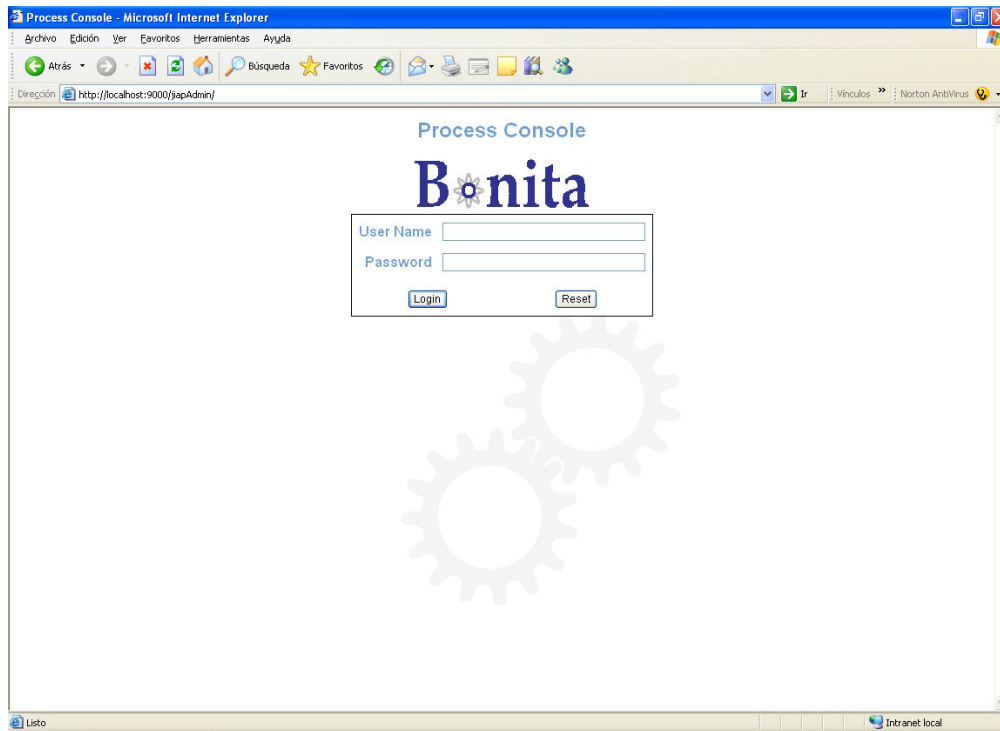 Process Console - Microsoft Internet Explorer
Archivo Edición Ver Favoritos Herramientas Ayuda
Atrás Búsqueda Favoritos
Dirección http://localhost:9000/jiapAdmin/ Ir Vínculos » Norton AntiVirus
Process Console
Bonita
User Name
Password
Login Reset
Listo Intranet local